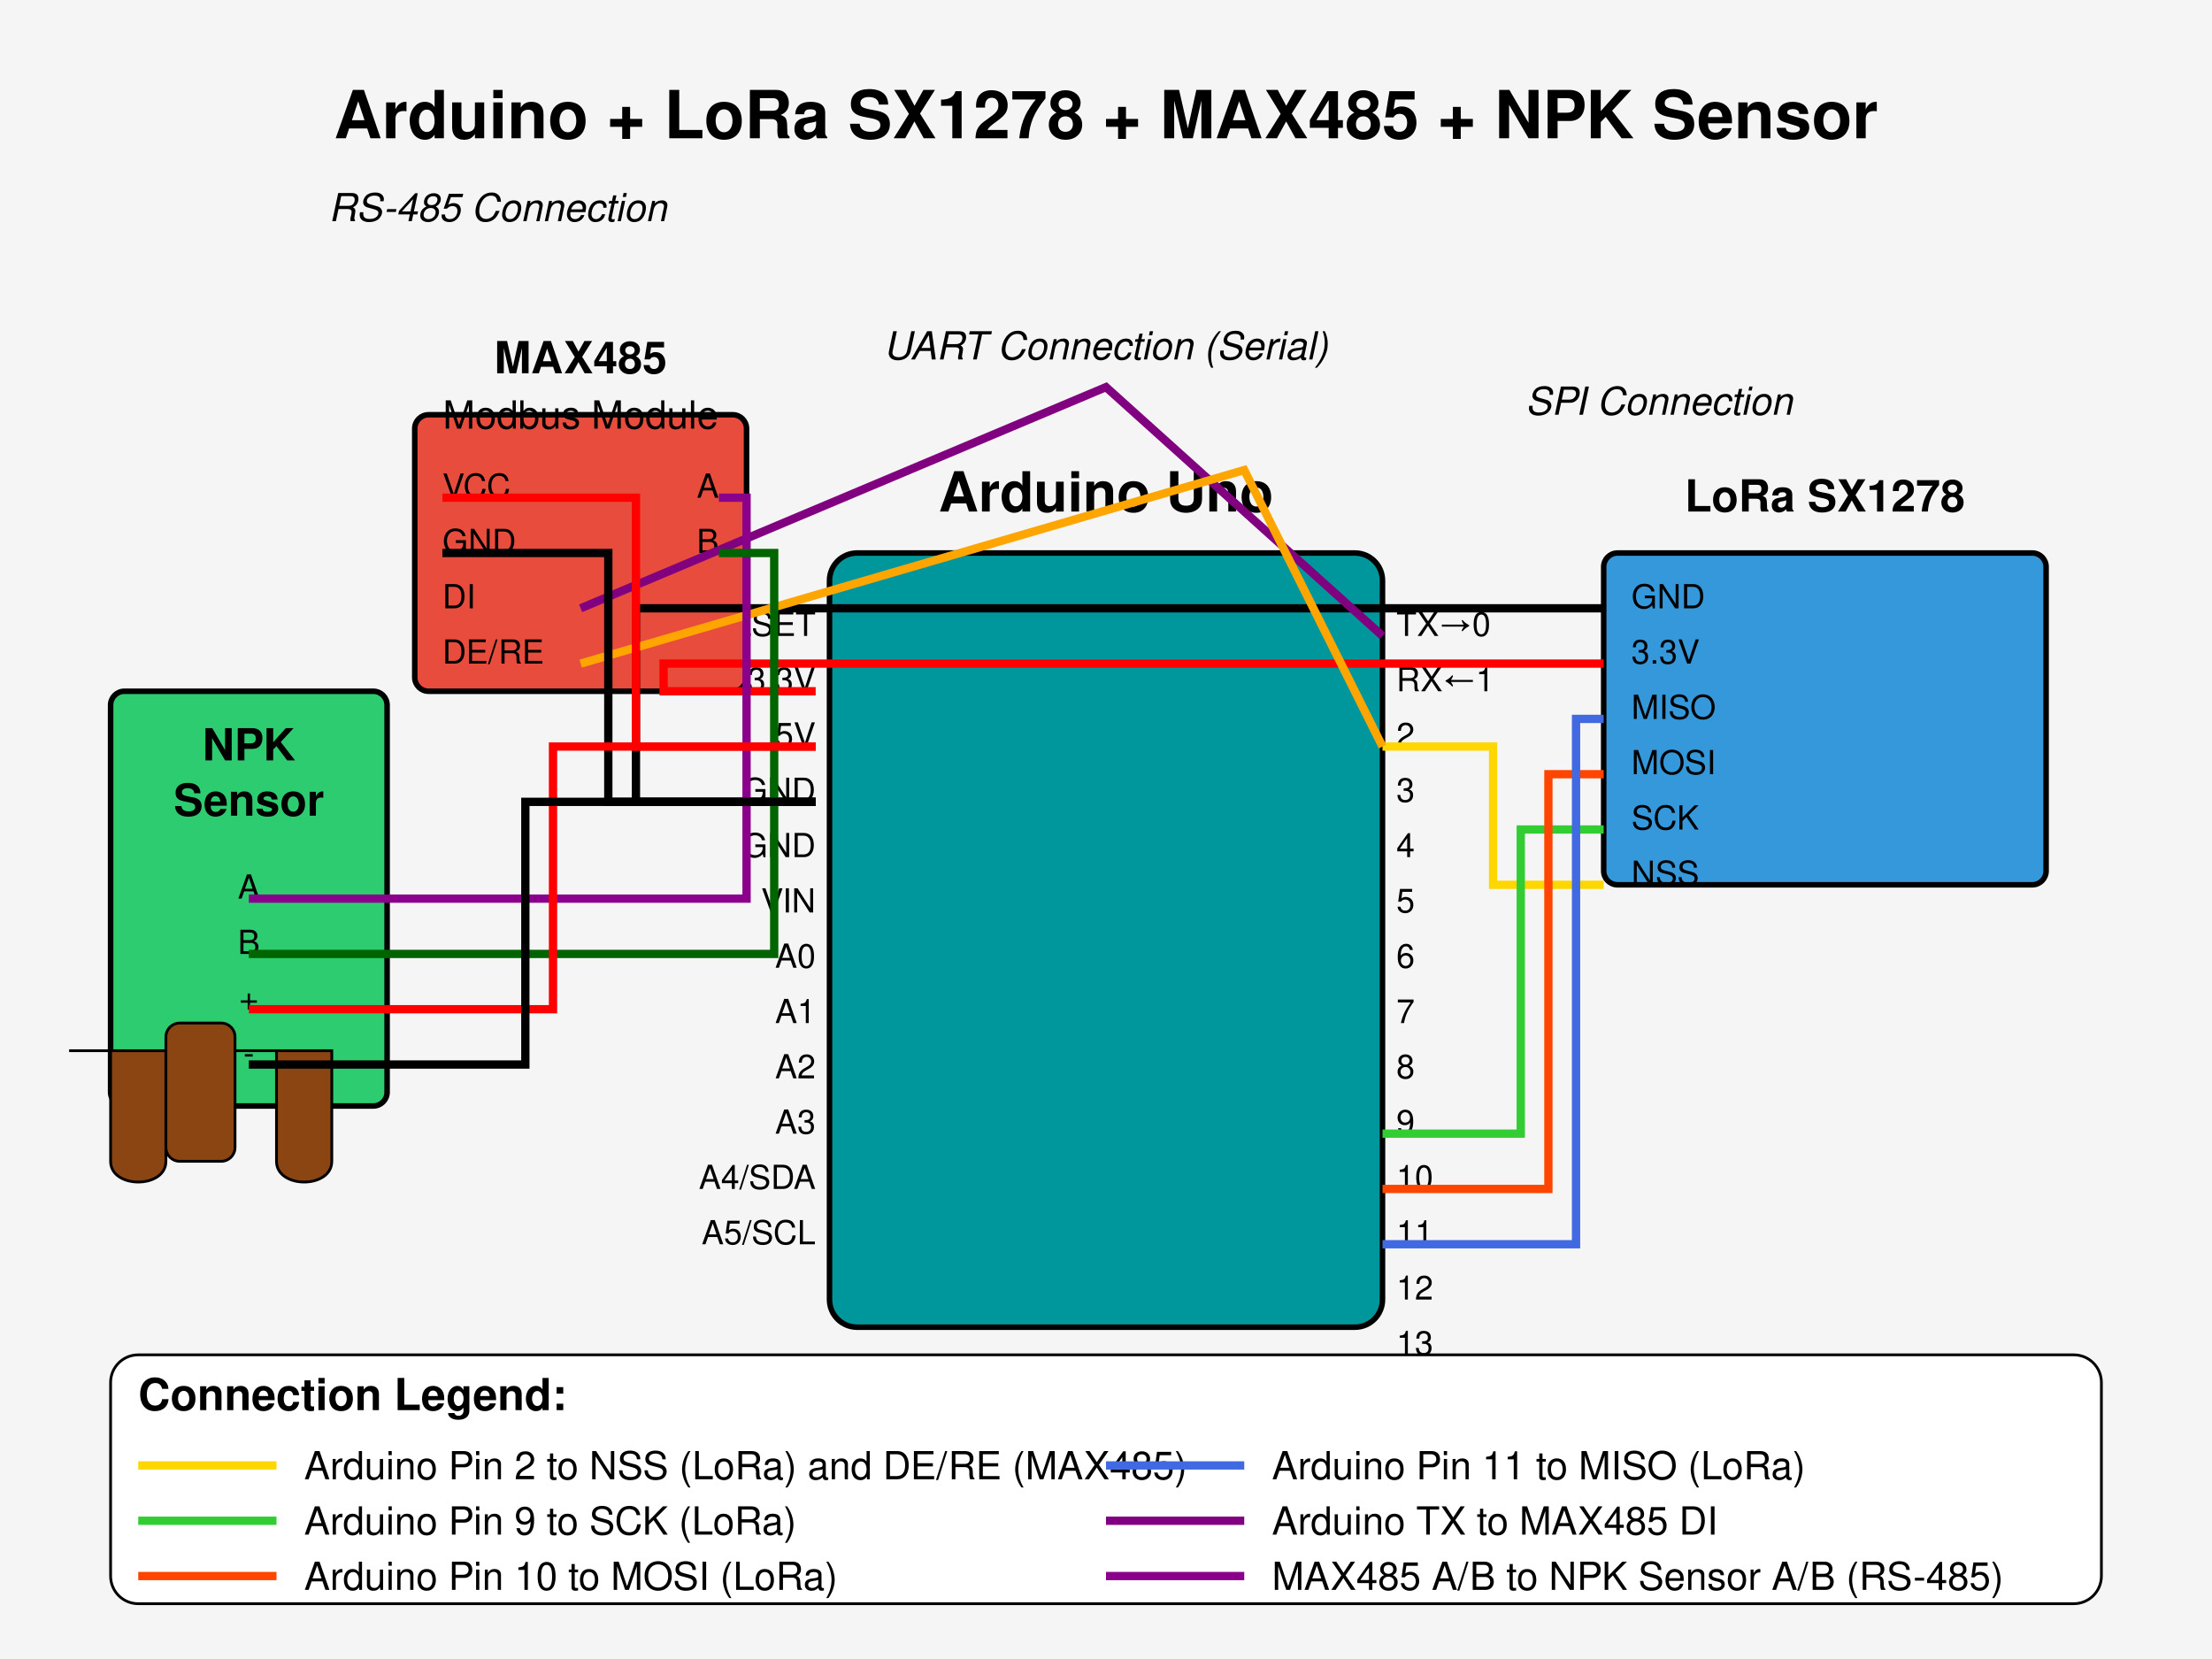 Arduino + LoRa SX1278 + MAX485 + NPK Sensor
RS-485 Connection
UART Connection (Serial)
SPI Connection
MAX485
Modbus Module
VCC
GND
DI
DE/RE
A
B
NPK
Sensor
A
B
+
-
Arduino Uno
SET
3.3V
5V
GND
GND
VIN
A0
A1
A2
A3
A4/SDA
A5/SCL
TX→0
RX←1
2
3
4
5
6
7
8
9
10
11
12
13
LoRa SX1278
GND
3.3V
MISO
MOSI
SCK
NSS
Connection Legend:
Arduino Pin 2 to NSS (LoRa) and DE/RE (MAX485)
Arduino Pin 9 to SCK (LoRa)
Arduino Pin 10 to MOSI (LoRa)
Arduino Pin 11 to MISO (LoRa)
Arduino TX to MAX485 DI
MAX485 A/B to NPK Sensor A/B (RS-485)